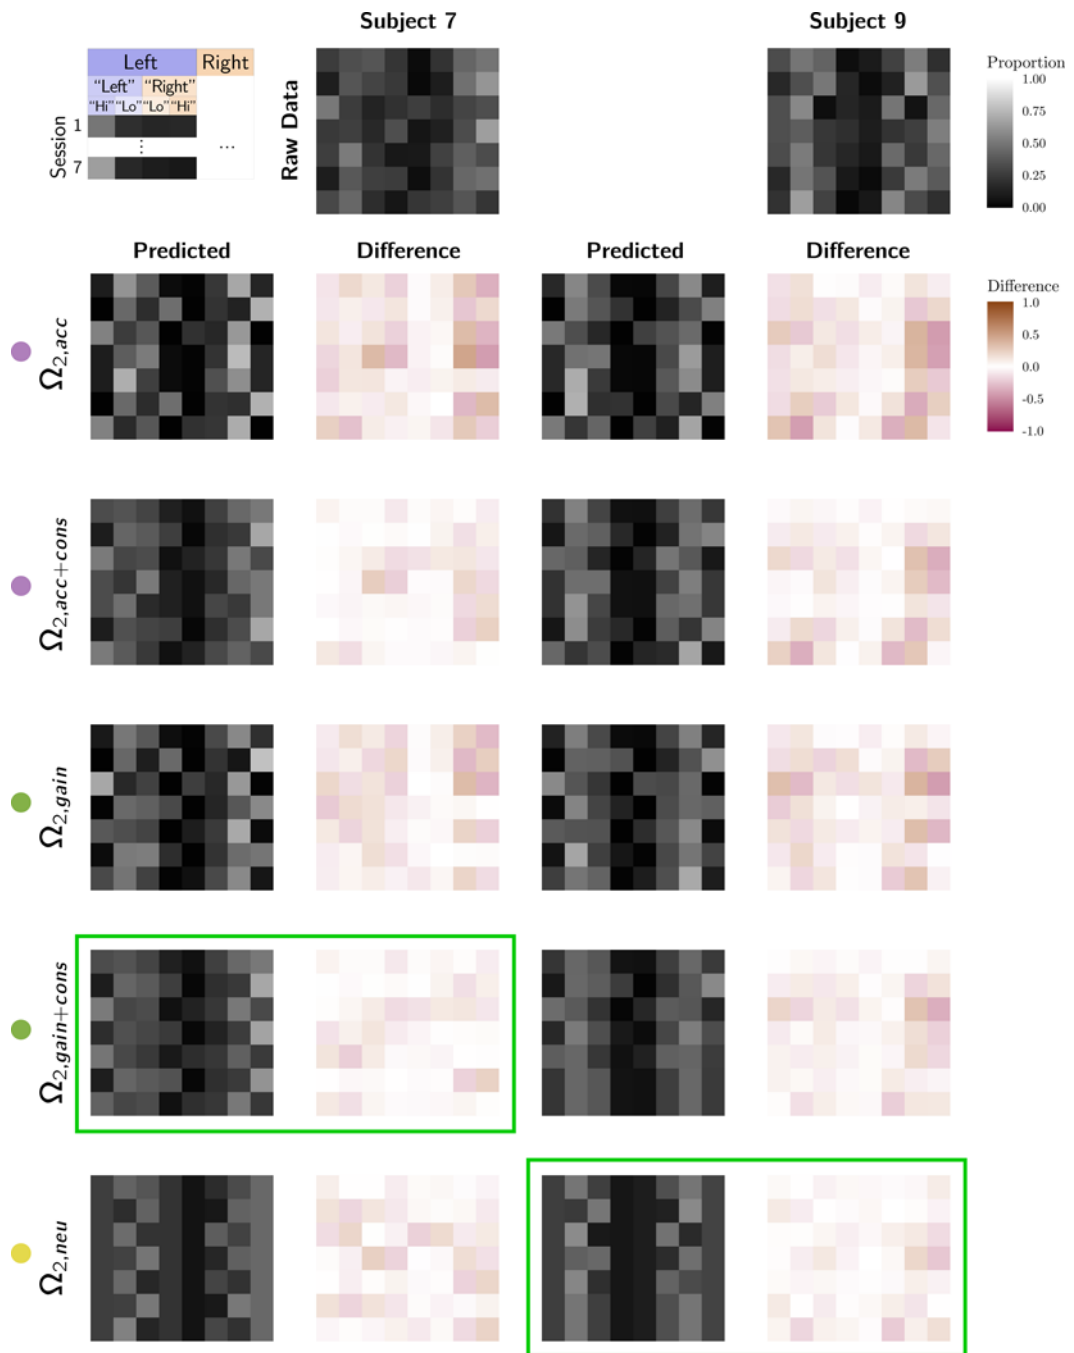 Subject 7
Subject 9
Left Right
“Left” “Right”
“Hi” “Lo” “Lo” “Hi”
Session
1
⋮
...
7
Raw Data
Proportion
1.00
0.75
0.50
0.25
0.00
Predicted Difference Predicted Difference
Difference
1.0
0.5
0.0
-0.5
-1.0
Ω2,acc
Ω2,acc+cons
Ω2,gain
Ω2,gain+cons
Ω2,neu